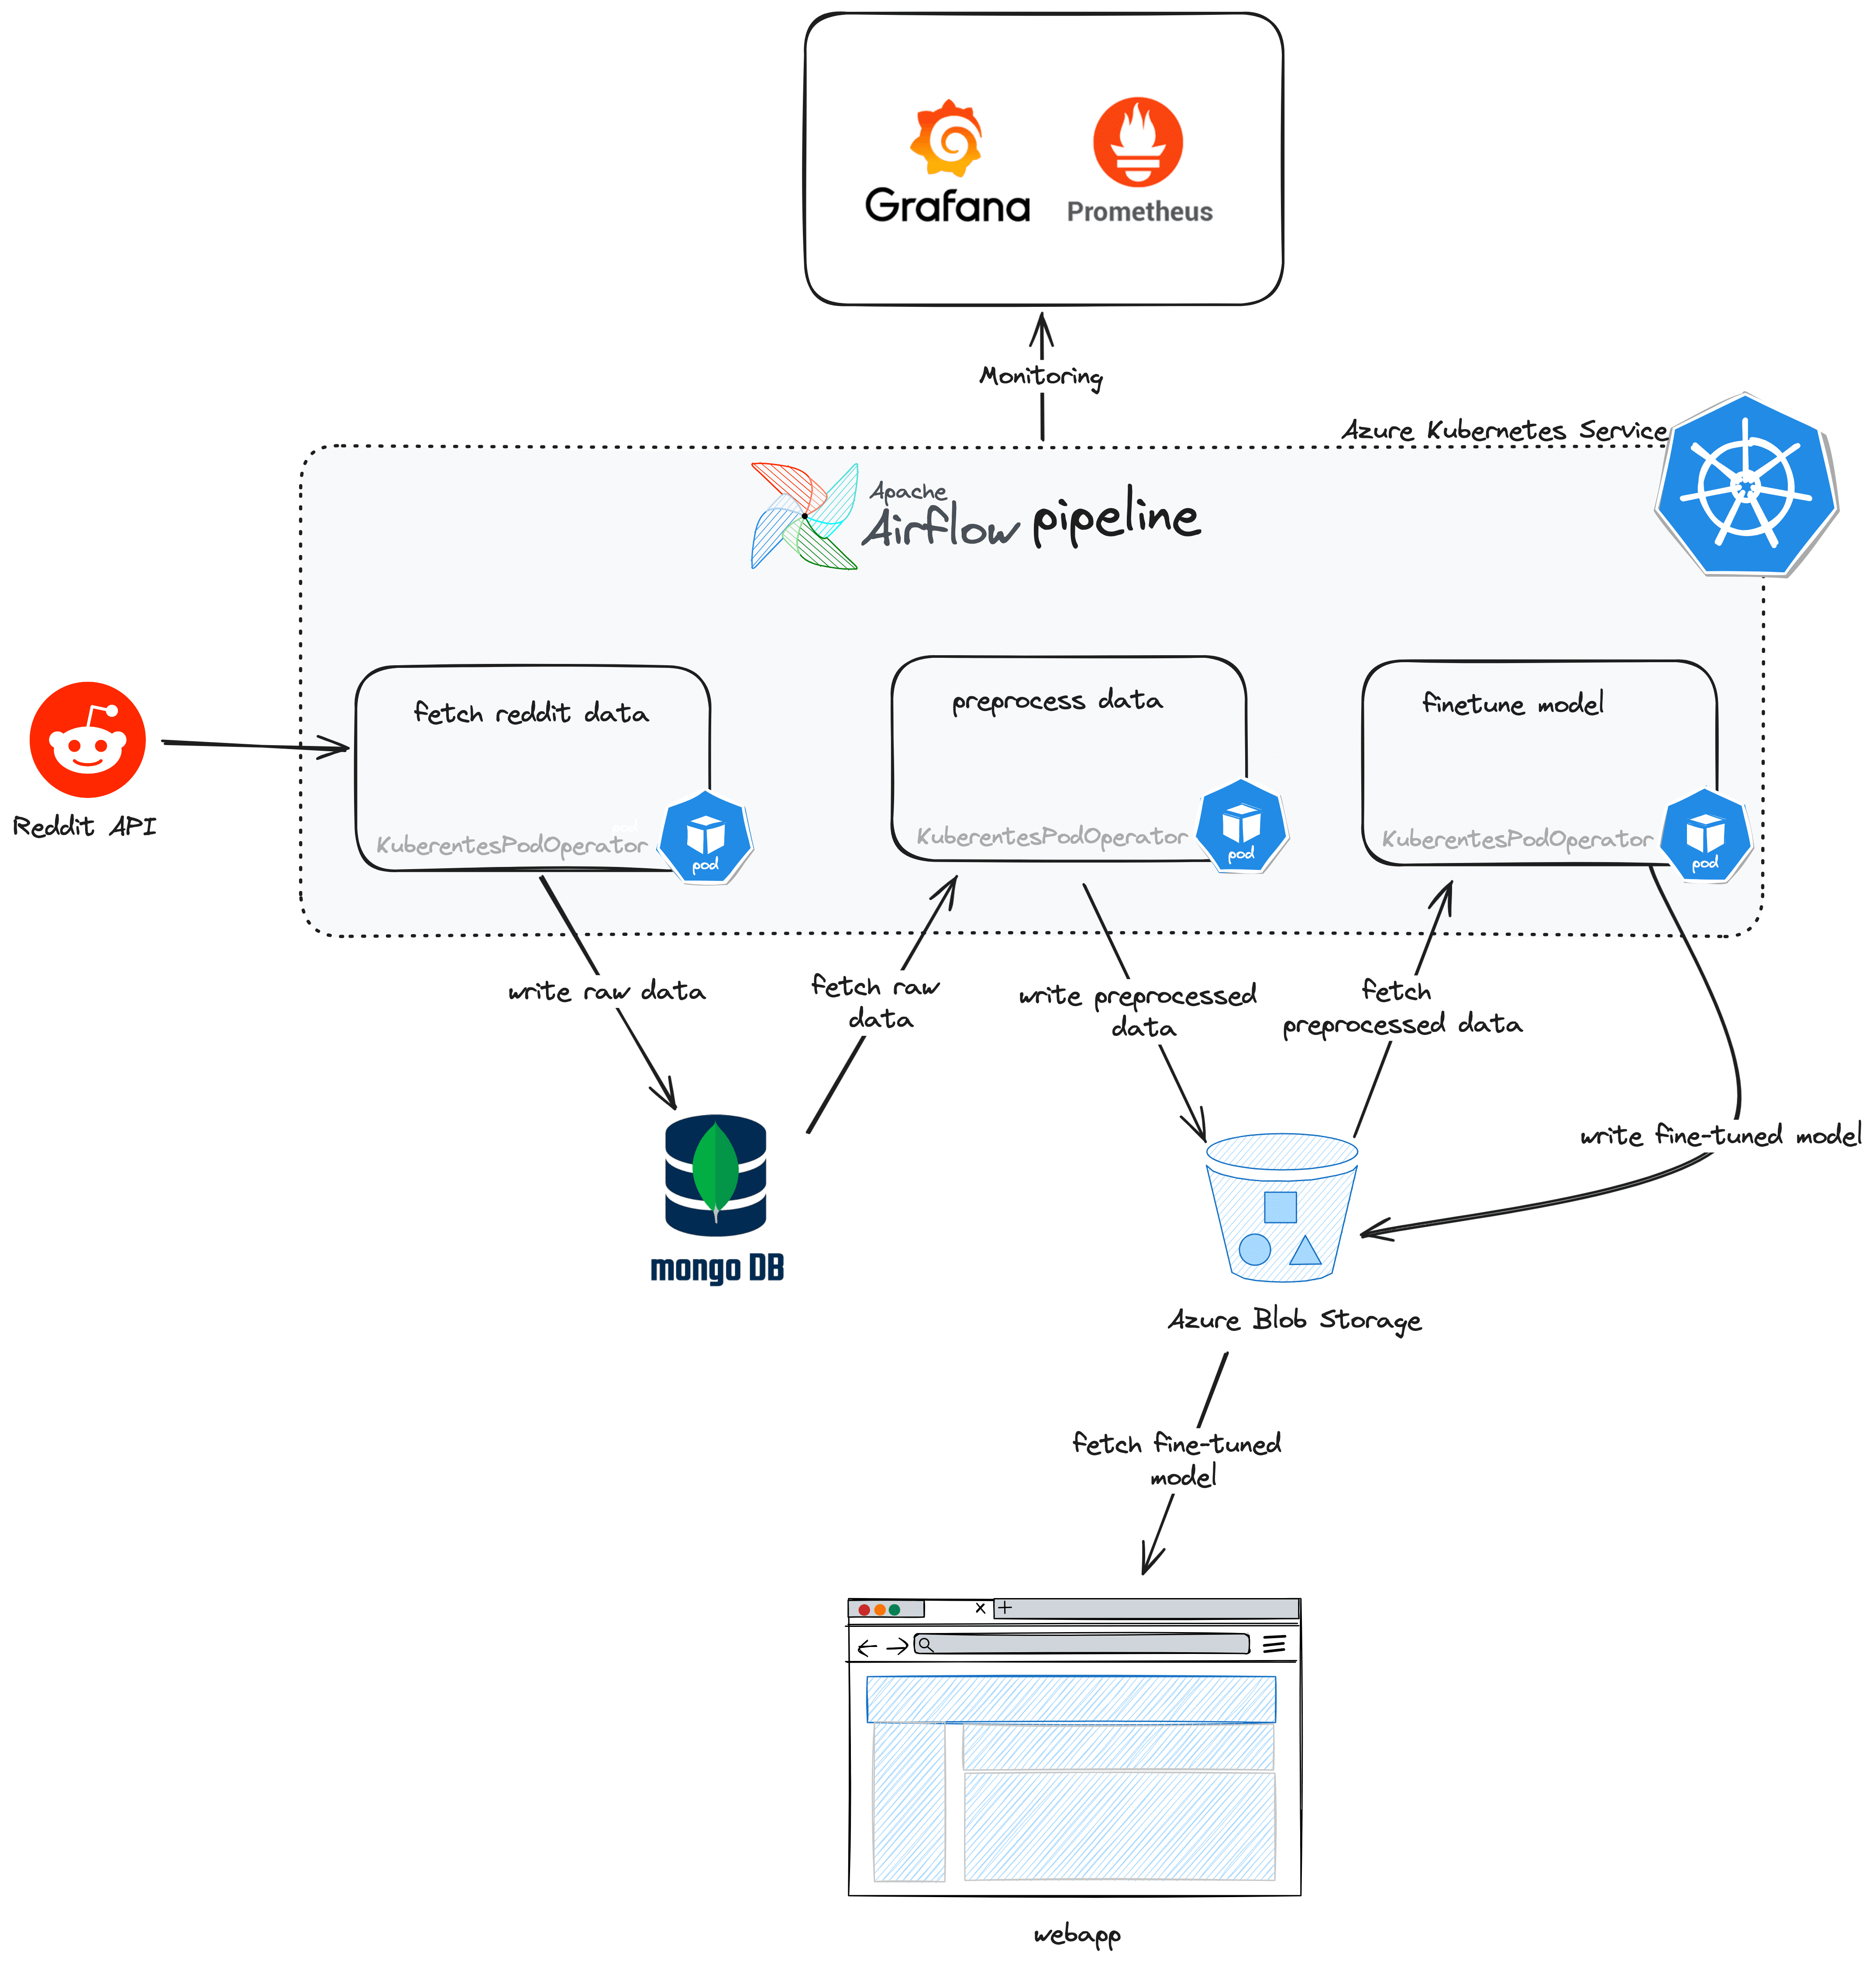 Grafana
Prometheus
Monitoring
Azure Kubernetes Service
Apache
Airflow pipeline
fetch reddit data
preprocess data
finetune model
Reddit API
KuberentesPodOperator
pod
KuberentesPodOperator
pod
KuberentesPodOperator
pod
write raw data
fetch raw
data
write preprocessed
data
fetch
preprocessed data
write fine-tuned model
mongo DB
Azure Blob Storage
fetch fine-tuned
model
webapp